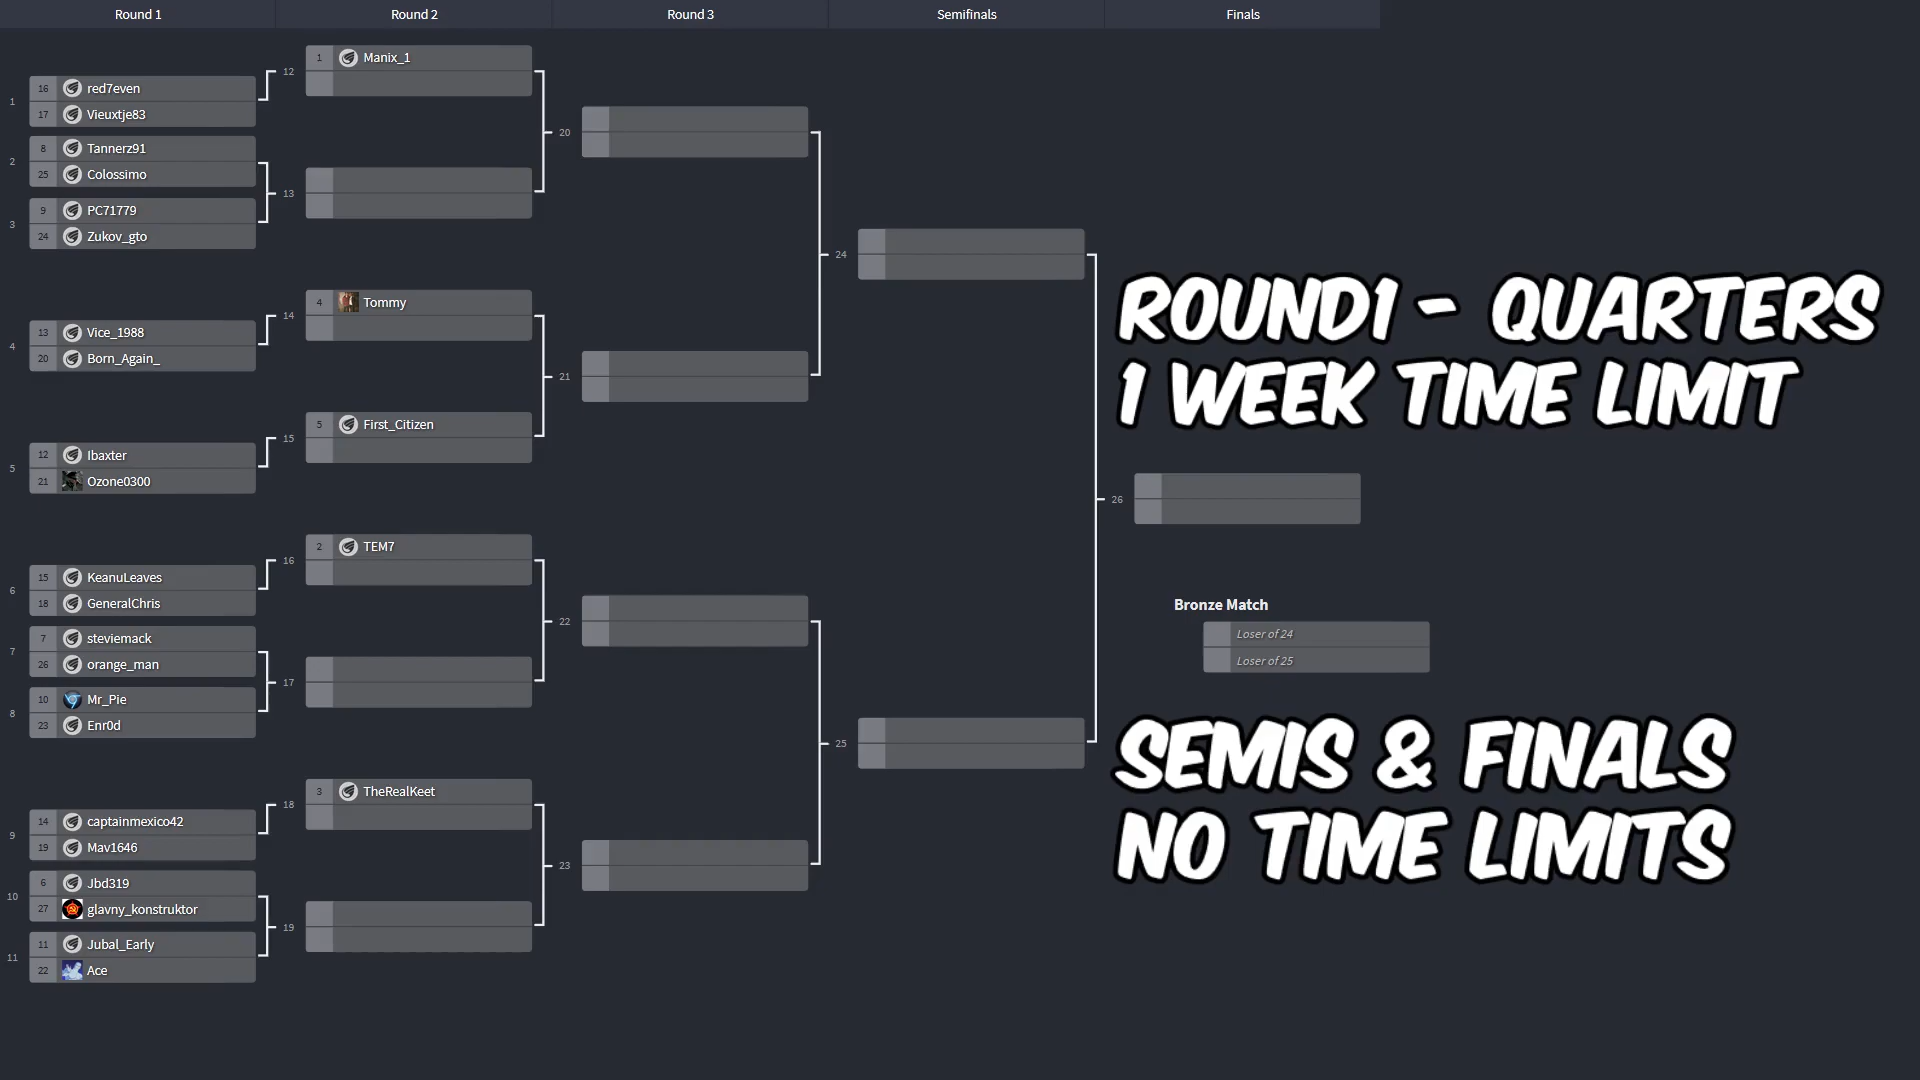 Round 1
Round 2
Round 3
Semifinals
Finals
1
16 red7even
17 Vieuxtje83
2
8 Tannerz91
25 Colossimo
3
9 PC71779
24 Zukov_gto
4
13 Vice_1988
20 Born_Again_
5
12 Ibaxter
21 Ozone0300
6
15 KeanuLeaves
18 GeneralChris
7
7 steviemack
26 orange_man
8
10 Mr_Pie
23 Enr0d
9
14 captainmexico42
19 Mav1646
10
6 Jbd319
27 glavny_konstruktor
11
11 Jubal_Early
22 Ace
12
1 Manix_1
13
14
4 Tommy
15
5 First_Citizen
16
2 TEM7
17
18
3 TheRealKeet
19
20
21
22
23
24
25
26
ROUND1 - QUARTERS
1 WEEK TIME LIMIT
Bronze Match
Loser of 24
Loser of 25
SEMIS & FINALS
NO TIME LIMITS